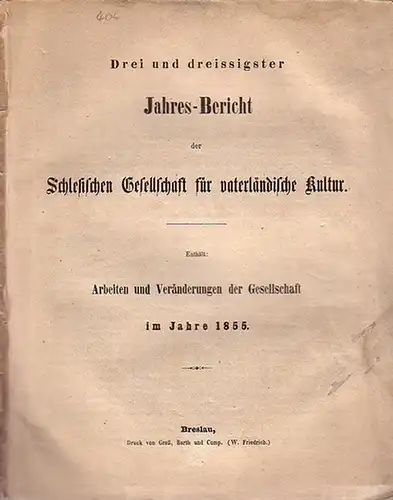 406
Drei und dreissigster
Jahres-Bericht
der
Schlesischen Gesellschaft für vaterländische Kultur.
Enthält:
Arbeiten und Veränderungen der Gesellschaft
im Jahre 1855.
Breslau,
Druck von Graß, Barth und Comp. (W. Friedrich.)